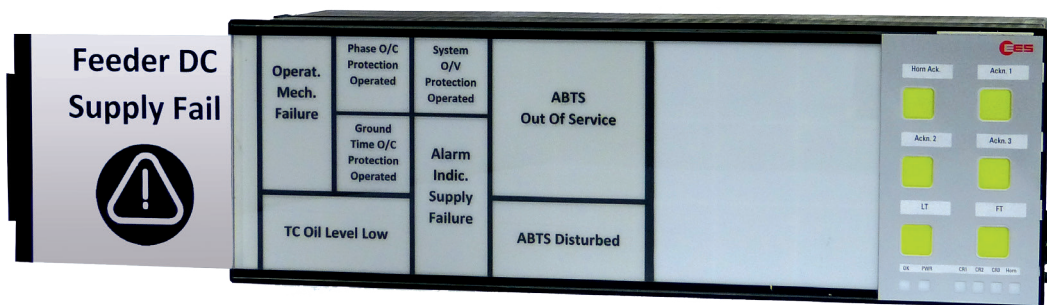 Feeder DC
Supply Fail
Operat.
Mech.
Failure
Phase O/C
Protection
Operated
System
O/V
Protection
Operated
ABTS
Out Of Service
Ground
Time O/C
Protection
Operated
Alarm
Indic.
Supply
Failure
TC Oil Level Low
ABTS Disturbed
EES
Horn Ack.
Ackn. 1
Ackn. 2
Ackn. 3
LT
FT
OK PWR CR1 CR2 CR3 Horn